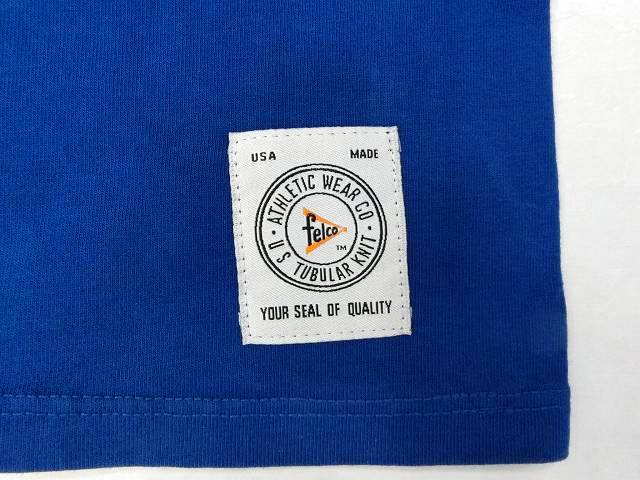 USA MADE
· ATHLETIC WEAR CO ·
felco
TM
U S TUBULAR KNIT
YOUR SEAL OF QUALITY